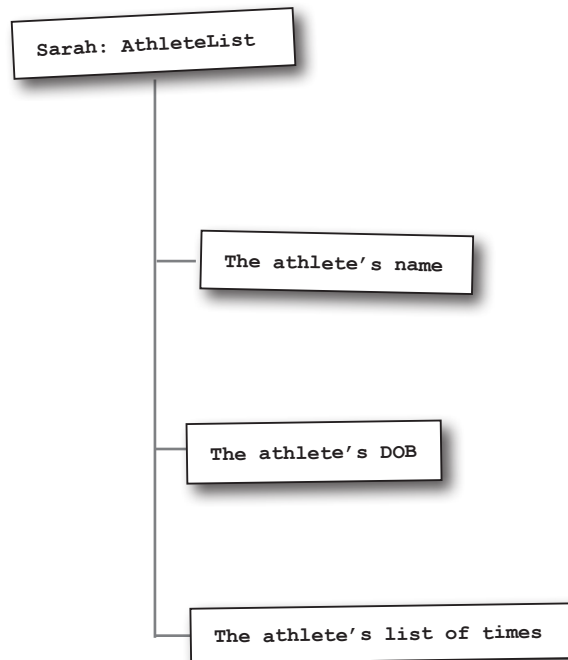 Sarah: AthleteList
The athlete’s name
The athlete’s DOB
The athlete’s list of times